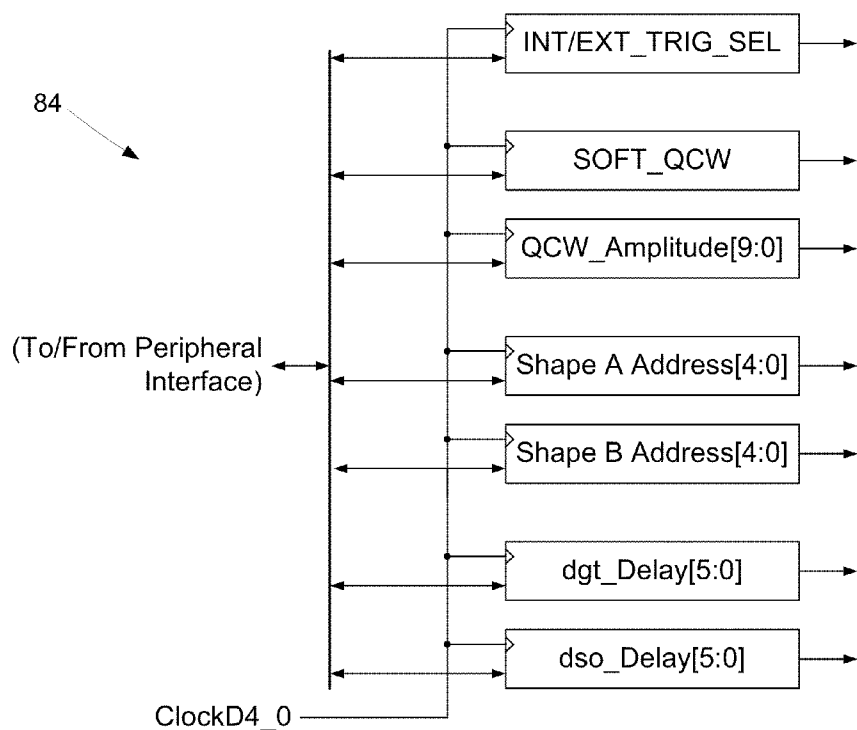 INT/EXT_TRIG_SEL
84
SOFT_QCW
QCW_Amplitude[9:0]
(To/From Peripheral
Interface)
Shape A Address[4:0]
Shape B Address[4:0]
dgt_Delay[5:0]
dso_Delay[5:0]
ClockD4_0